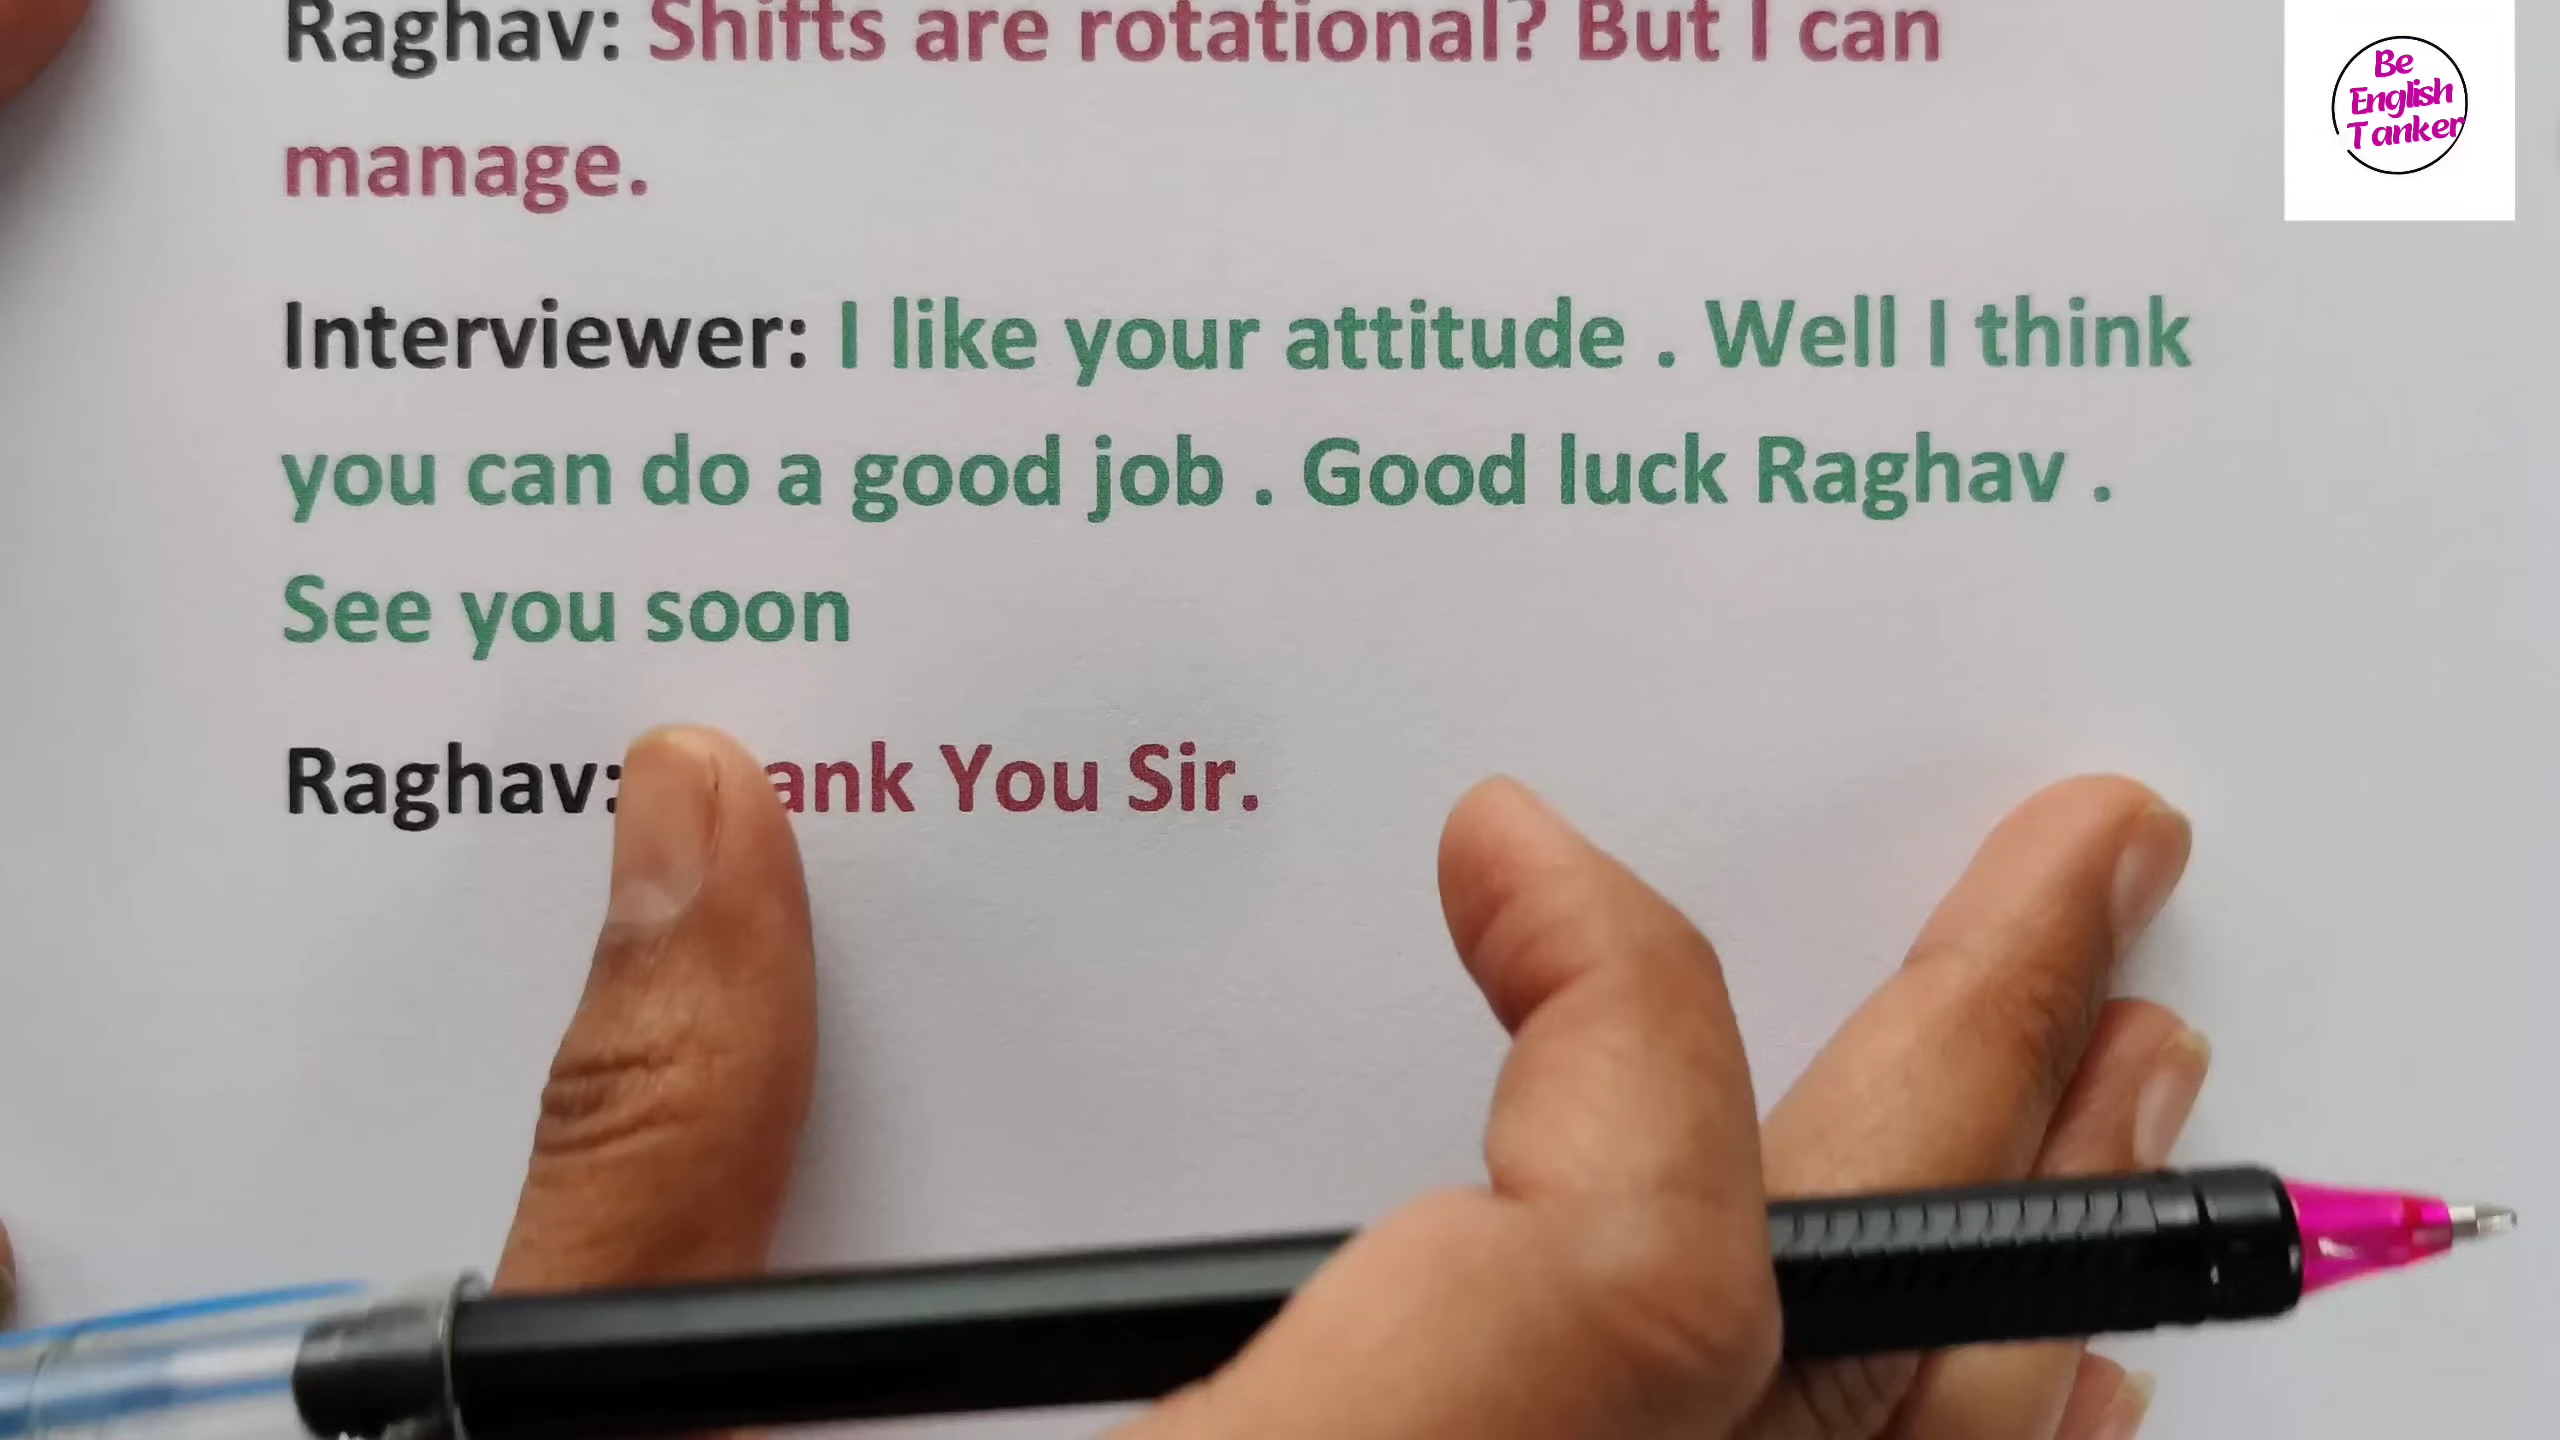 Raghav: Shifts are rotational? But I can
manage.
Interviewer: I like your attitude . Well I think
you can do a good job . Good luck Raghav .
See you soon
Raghav: ank You Sir.
Be
English
Tanker